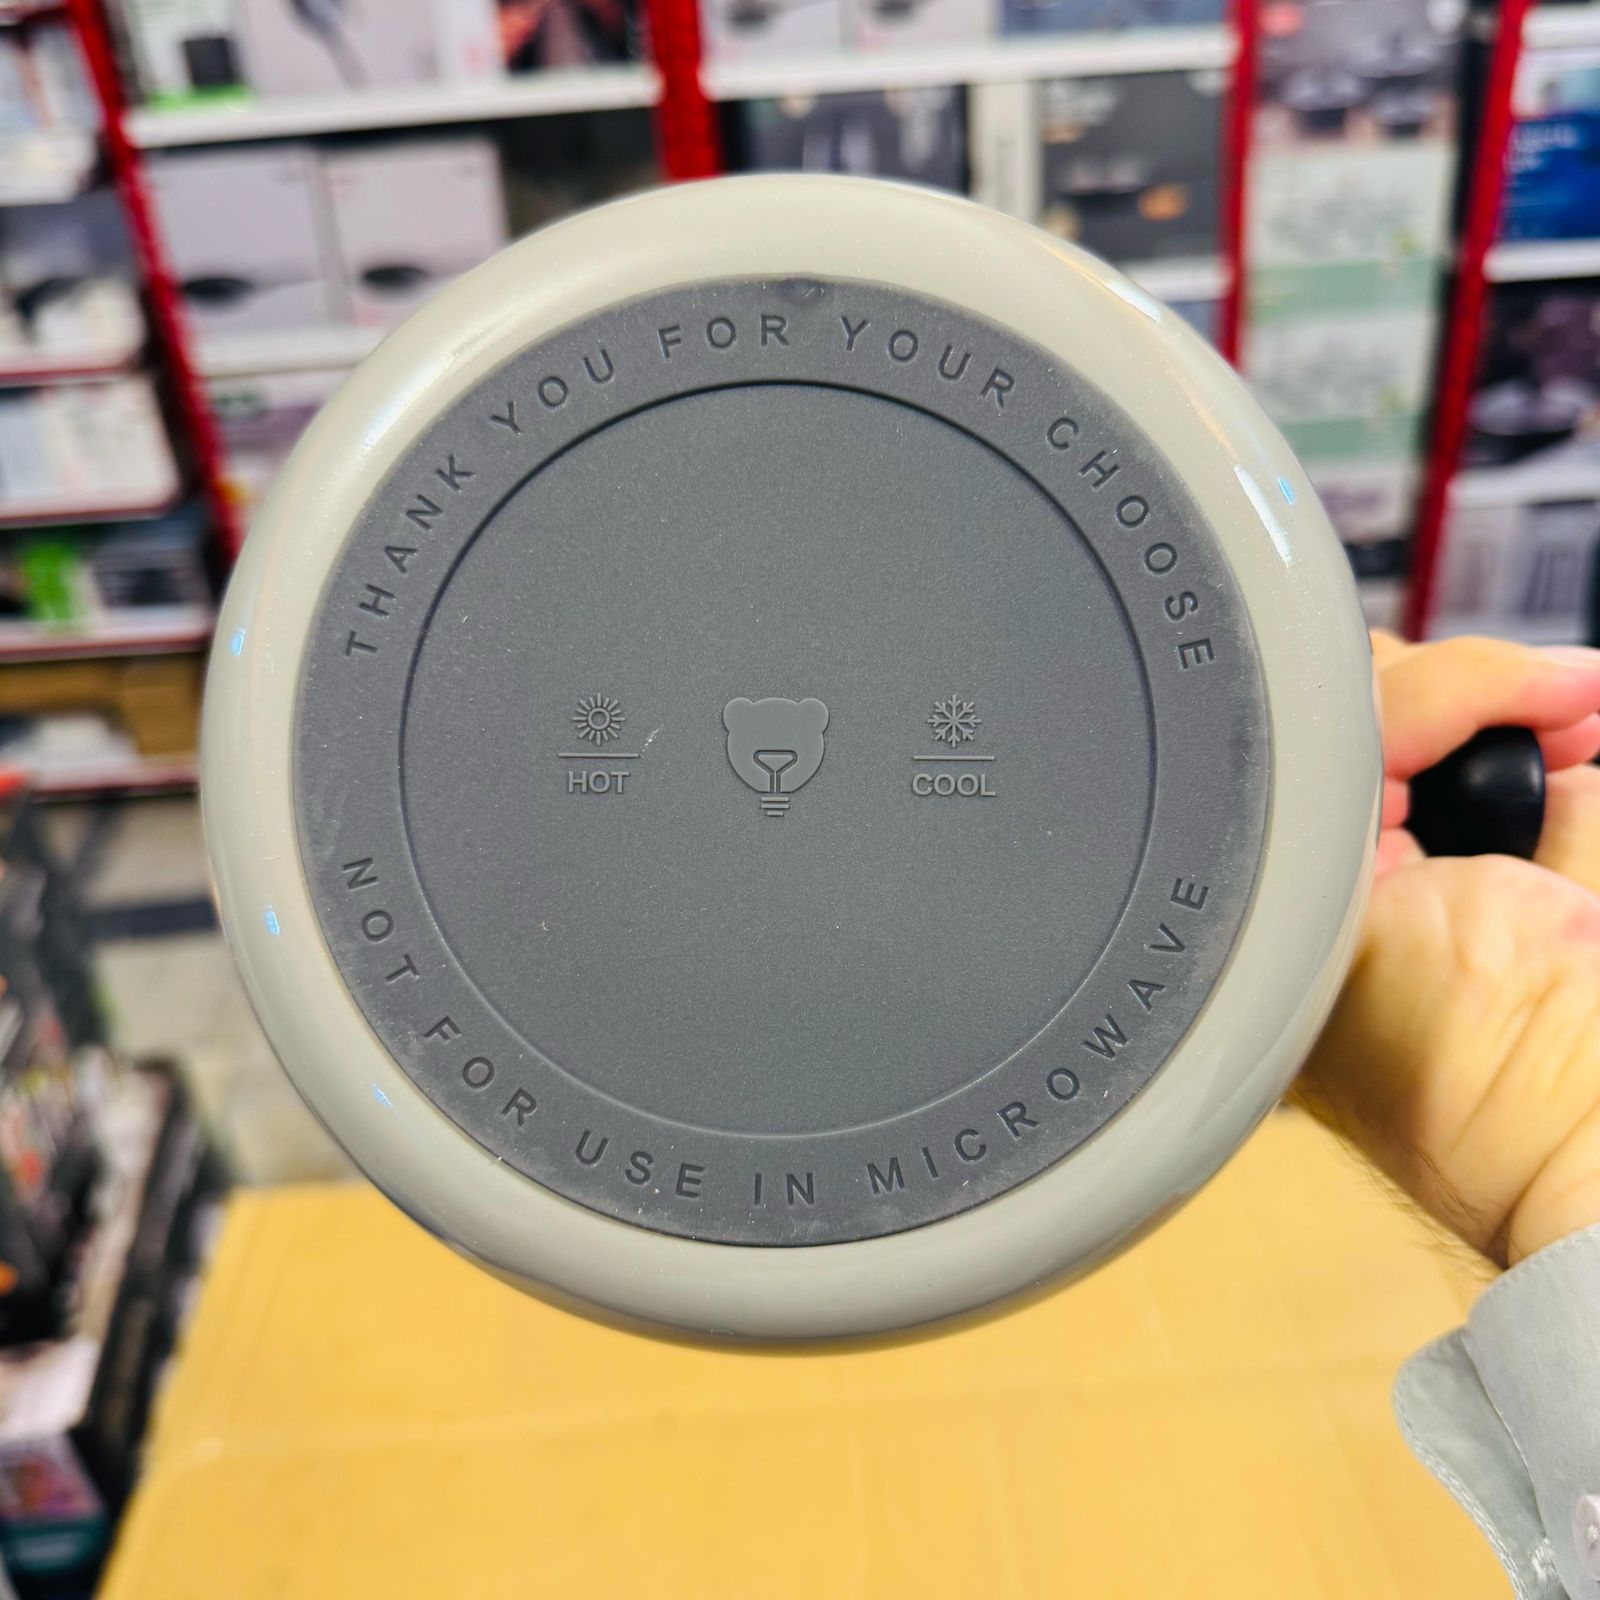 THANK YOU FOR YOUR CHOOSE
HOT
COOL
NOT FOR USE IN MICROWAVE